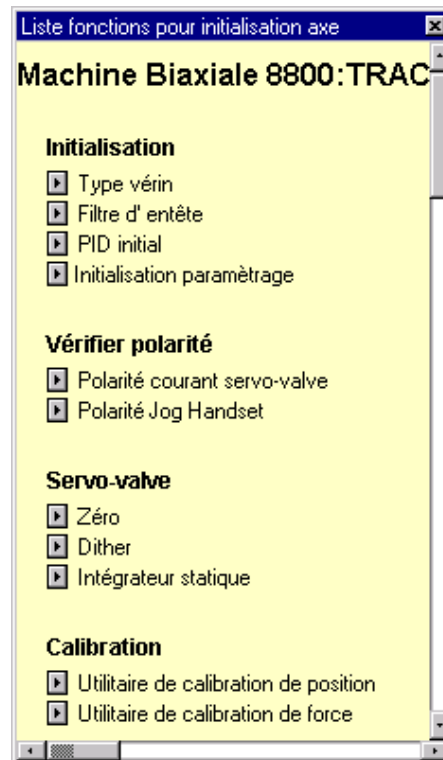 Liste fonctions pour initialisation axe
Machine Biaxiale 8800:TRAC
Initialisation
Type vérin
Filtre d' entête
PID initial
Initialisation paramètrage
Vérifier polarité
Polarité courant servo-valve
Polarité Jog Handset
Servo-valve
Zéro
Dither
Intégrateur statique
Calibration
Utilitaire de calibration de position
Utilitaire de calibration de force